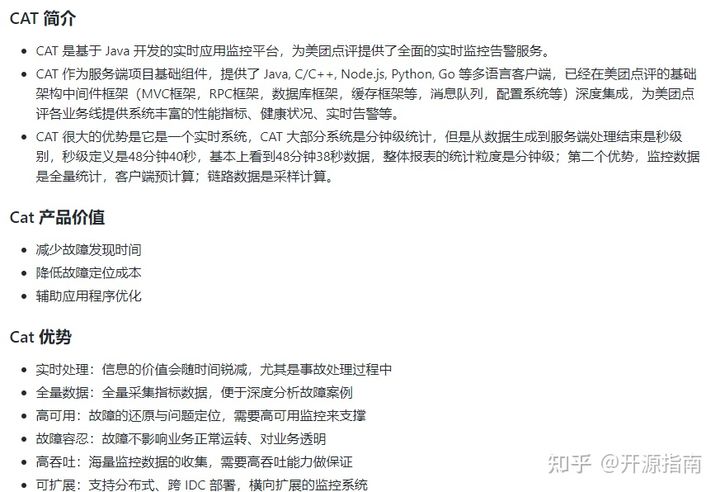 CAT 简介
CAT 是基于 Java 开发的实时应用监控平台，为美团点评提供了全面的实时监控告警服务。
CAT 作为服务端项目基础组件，提供了 Java, C/C++, Node.js, Python, Go 等多语言客户端，已经在美团点评的基础
架构中间件框架（MVC框架，RPC框架，数据库框架，缓存框架等，消息队列，配置系统等）深度集成，为美团点
评各业务线提供系统丰富的性能指标、健康状况、实时告警等。
CAT 很大的优势是它是一个实时系统，CAT 大部分系统是分钟级统计，但是从数据生成到服务端处理结束是秒级
别，秒级定义是48分钟40秒，基本上看到48分钟38秒数据，整体报表的统计粒度是分钟级；第二个优势，监控数据
是全量统计，客户端预计算；链路数据是采样计算。
Cat 产品价值
减少故障发现时间
降低故障定位成本
辅助应用程序优化
Cat 优势
实时处理：信息的价值会随时间锐减，尤其是事故处理过程中
全量数据：全量采集指标数据，便于深度分析故障案例
高可用：故障的还原与问题定位，需要高可用监控来支撑
故障容忍：故障不影响业务正常运转、对业务透明
高吞吐：海量监控数据的收集，需要高吞吐能力做保证
可扩展：支持分布式、跨 IDC 部署，横向扩展的监控系统
知乎 @开源指南